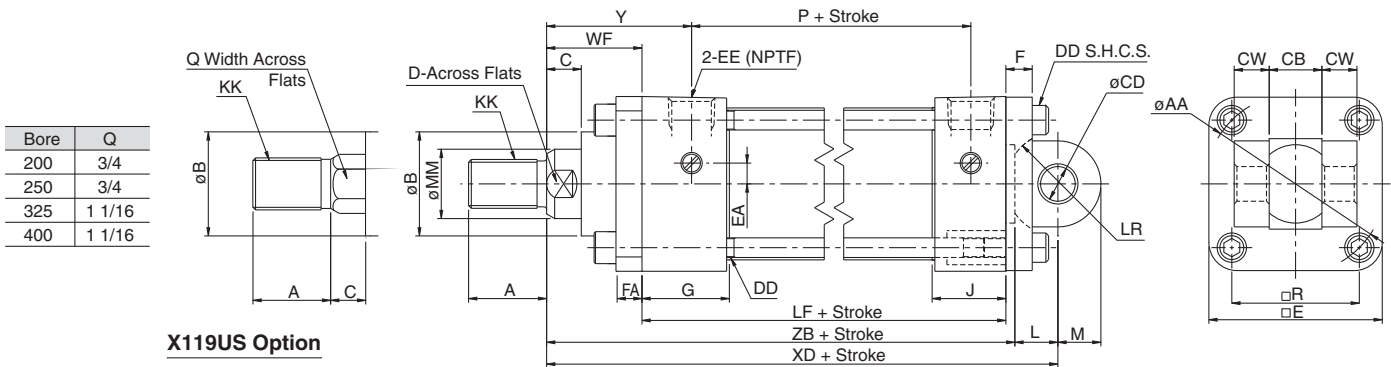 Bore Q
200 3/4
250 3/4
325 1 1/16
400 1 1/16
Q Width Across
Flats
KK
øB
A
C
X119US Option
Y
P + Stroke
WF
C
2-EE (NPTF)
D-Across Flats
KK
F
DD S.H.C.S.
øCD
øB
øMM
EA
LR
A
FA
G
DD
J
LF + Stroke
ZB + Stroke
L
M
XD + Stroke
CW
CB
CW
øAA
□R
□E